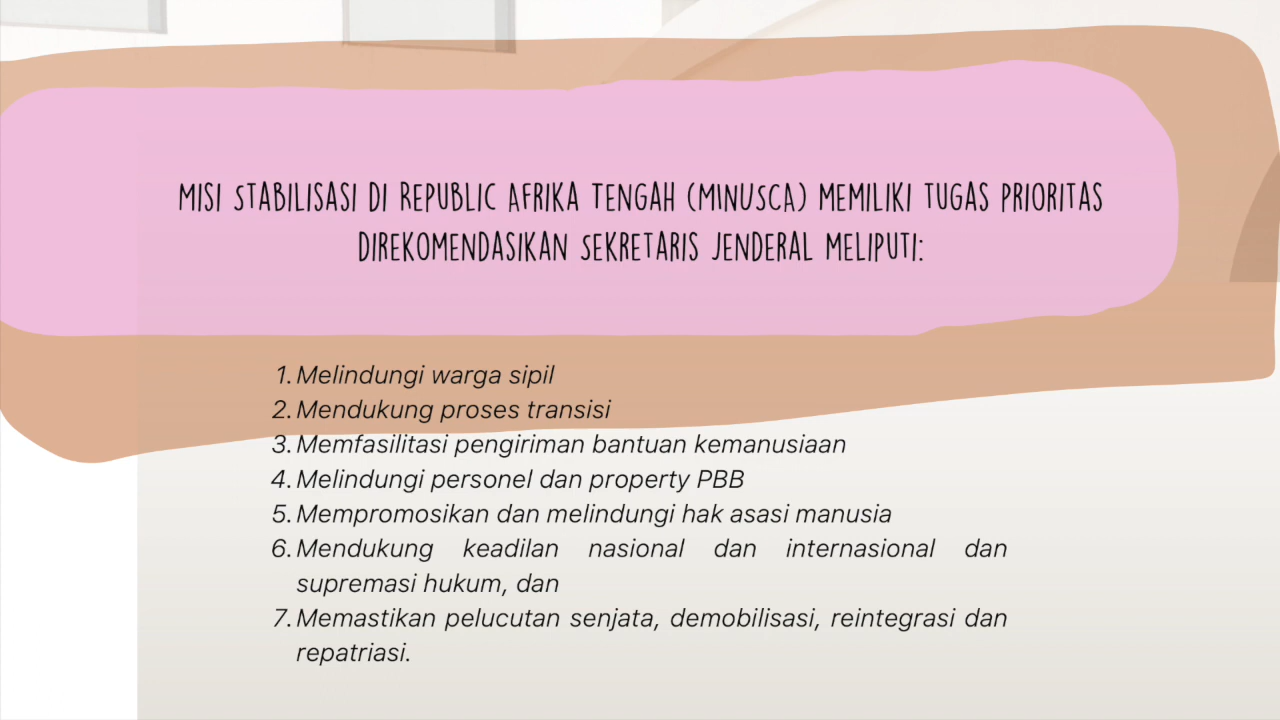 MISI STABILISASI DI REPUBLIC AFRIKA TENGAH (MINUSCA) MEMILIKI TUGAS PRIORITAS
DIREKOMENDASIKAN SEKRETARIS JENDERAL MELIPUTI:
1. Melindungi warga sipil
2. Mendukung proses transisi
3. Memfasilitasi pengiriman bantuan kemanusiaan
4. Melindungi personel dan property PBB
5. Mempromosikan dan melindungi hak asasi manusia
6. Mendukung keadilan nasional dan internasional dan
supremasi hukum, dan
7. Memastikan pelucutan senjata, demobilisasi, reintegrasi dan
repatriasi.